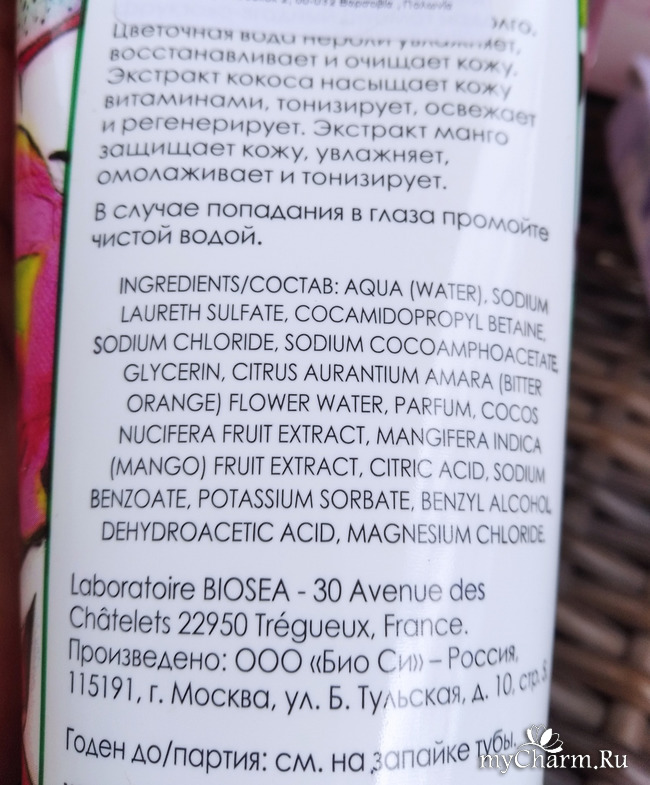 олго,
Цветочная вода нероли увлажняет,
восстанавливает и очищает кожу.
Экстракт кокоса насыщает кожу
витаминами, тонизирует, освежает
и регенерирует. Экстракт манго
защищает кожу, увлажняет,
омолаживает и тонизирует.
В случае попадания в глаза промойте
чистой водой.
INGREDIENTS/СОСТАВ: AQUA (WATER), SODIUM
LAURETH SULFATE, COCAMIDOPROPYL BETAINE,
SODIUM CHLORIDE, SODIUM COCOAMPHOACETATE,
GLYCERIN, CITRUS AURANTIUM AMARA (BITTER
ORANGE) FLOWER WATER, PARFUM, COCOS
NUCIFERA FRUIT EXTRACT, MANGIFERA INDICA
(MANGO) FRUIT EXTRACT, CITRIC ACID, SODIUM
BENZOATE, POTASSIUM SORBATE, BENZYL ALCOHOL,
DEHYDROACETIC ACID, MAGNESIUM CHLORIDE.
Laboratoire BIOSEA - 30 Avenue des
Châtelets 22950 Trégueux, France.
Произведено: ООО «Био Си» – Россия,
115191, г. Москва, ул. Б. Тульская, д. 10, стр. 5.
Годен до/партия: см. на запайке тубы.
myCharm.Ru